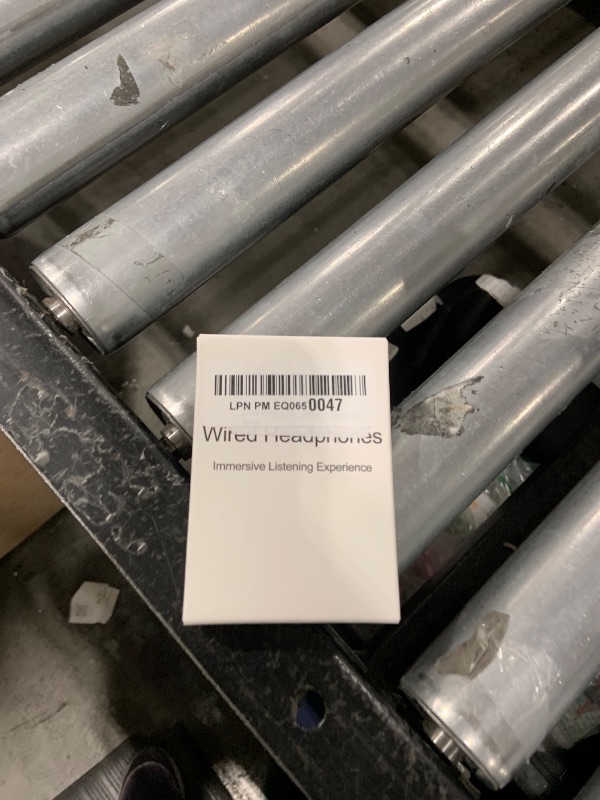 LPN PM EQ0650047
Wired Headphones
Immersive Listening Experience